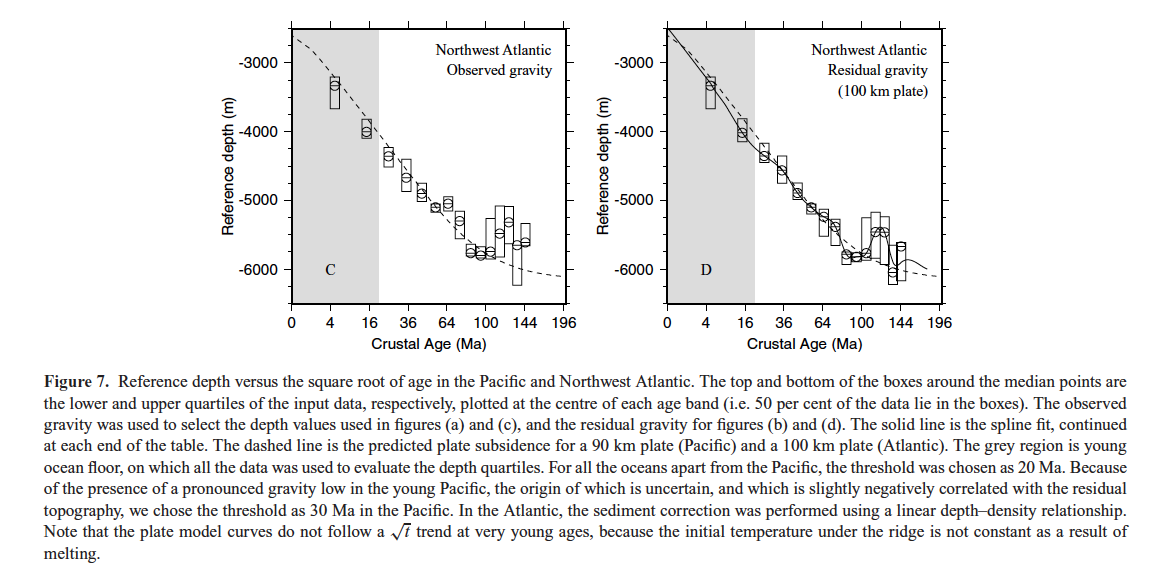 Northwest Atlantic
Observed gravity
-3000
-4000
-5000
-6000
Reference depth (m)
C
0 4 16 36 64 100 144 196
Crustal Age (Ma)
Northwest Atlantic
Residual gravity
(100 km plate)
-3000
-4000
-5000
-6000
Reference depth (m)
D
0 4 16 36 64 100 144 196
Crustal Age (Ma)
Figure 7. Reference depth versus the square root of age in the Pacific and Northwest Atlantic. The top and bottom of the boxes around the median points are
the lower and upper quartiles of the input data, respectively, plotted at the centre of each age band (i.e. 50 per cent of the data lie in the boxes). The observed
gravity was used to select the depth values used in figures (a) and (c), and the residual gravity for figures (b) and (d). The solid line is the spline fit, continued
at each end of the table. The dashed line is the predicted plate subsidence for a 90 km plate (Pacific) and a 100 km plate (Atlantic). The grey region is young
ocean floor, on which all the data was used to evaluate the depth quartiles. For all the oceans apart from the Pacific, the threshold was chosen as 20 Ma. Because
of the presence of a pronounced gravity low in the young Pacific, the origin of which is uncertain, and which is slightly negatively correlated with the residual
topography, we chose the threshold as 30 Ma in the Pacific. In the Atlantic, the sediment correction was performed using a linear depth–density relationship.
Note that the plate model curves do not follow a √t trend at very young ages, because the initial temperature under the ridge is not constant as a result of
melting.